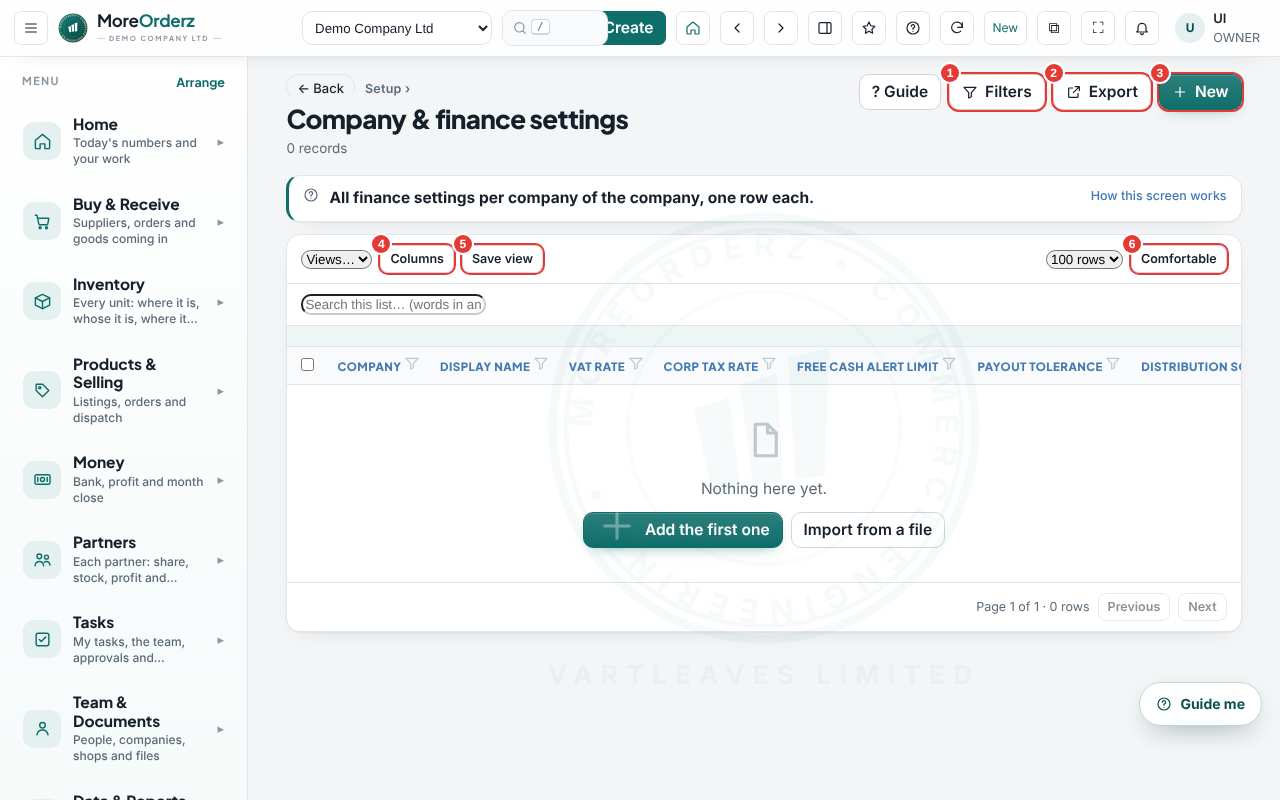 MoreOrderz
— DEMO COMPANY LTD —
Demo Company Ltd
/
Create
New
U
UI
OWNER
MENU
Arrange
Home
Today's numbers and
your work
Buy & Receive
Suppliers, orders and
goods coming in
Inventory
Every unit: where it is,
whose it is, where it...
Products &
Selling
Listings, orders and
dispatch
Money
Bank, profit and month
close
Partners
Each partner: share,
stock, profit and...
Tasks
My tasks, the team,
approvals and...
Team &
Documents
People, companies,
shops and files
Data & Reports
← Back
Setup ›
? Guide
1
Filters
2
Export
3
+ New
Company & finance settings
0 records
All finance settings per company of the company, one row each.
How this screen works
Views...
4
Columns
5
Save view
100 rows
6
Comfortable
Search this list... (words in an
COMPANY
DISPLAY NAME
VAT RATE
CORP TAX RATE
FREE CASH ALERT LIMIT
PAYOUT TOLERANCE
DISTRIBUTION SC
Nothing here yet.
Add the first one
Import from a file
Page 1 of 1 · 0 rows
Previous
Next
MOREORDERZ • COMMERCE ENGINEERING •
VARTLEAVES LIMITED
Guide me